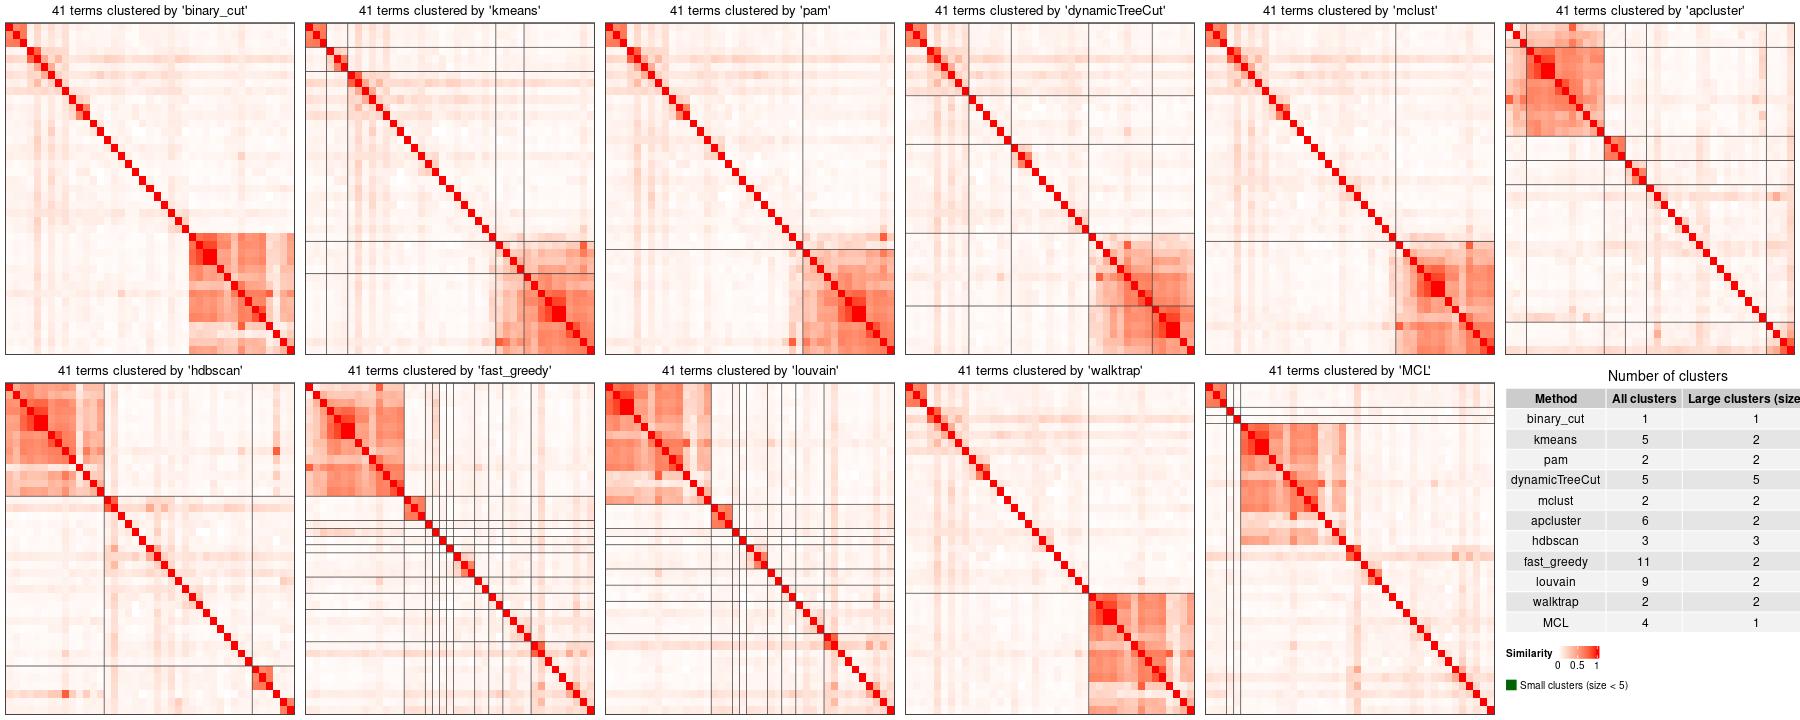 41 terms clustered by 'binary_cut'
41 terms clustered by 'kmeans'
41 terms clustered by 'pam'
41 terms clustered by 'dynamicTreeCut'
41 terms clustered by 'mclust'
41 terms clustered by 'apcluster'
41 terms clustered by 'hdbscan'
41 terms clustered by 'fast_greedy'
41 terms clustered by 'louvain'
41 terms clustered by 'walktrap'
41 terms clustered by 'MCL'
Number of clusters
Method All clusters Large clusters (size
binary_cut 1 1
kmeans 5 2
pam 2 2
dynamicTreeCut 5 5
mclust 2 2
apcluster 6 2
hdbscan 3 3
fast_greedy 11 2
louvain 9 2
walktrap 2 2
MCL 4 1
Similarity
0 0.5 1
Small clusters (size < 5)